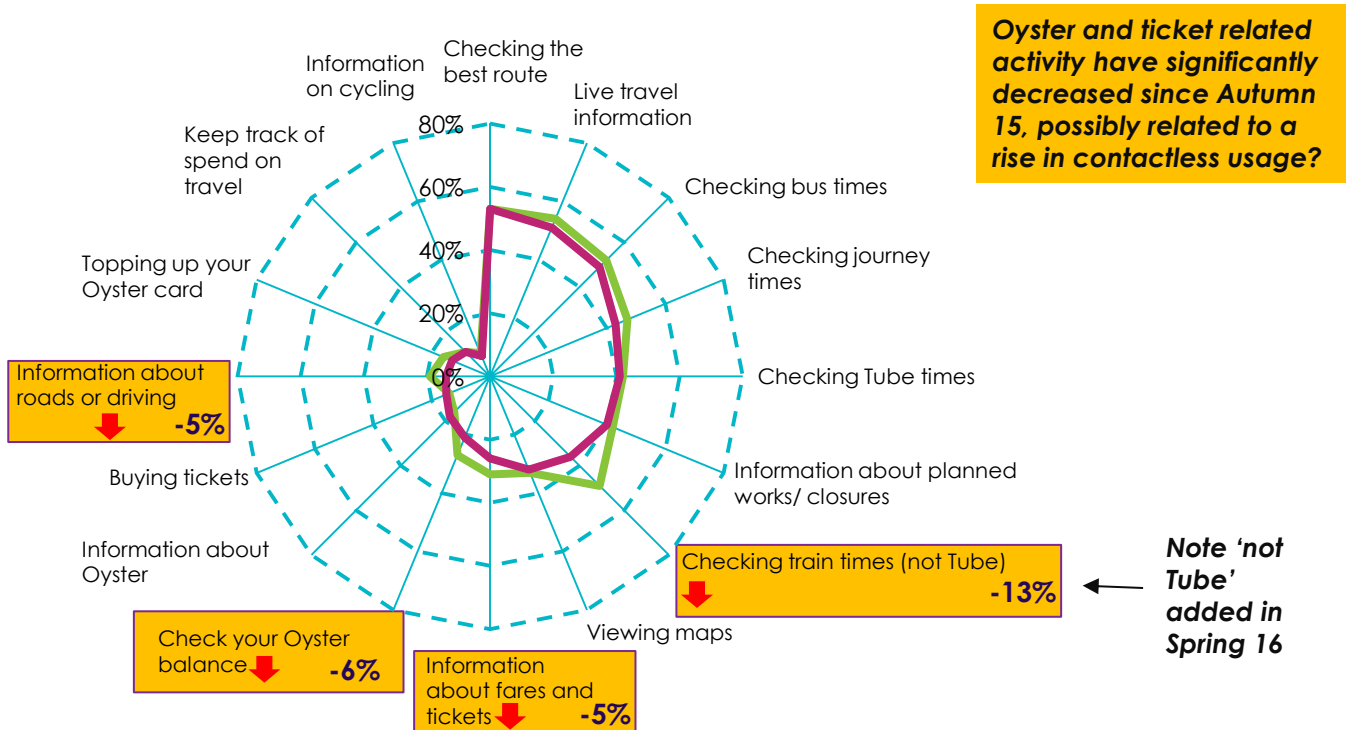 Checking the
best route
Live travel
information
Checking bus times
Checking journey
times
Checking Tube times
Information about planned
works/ closures
Checking train times (not Tube)
-13%
Viewing maps
Information
about fares and
tickets
-5%
Check your Oyster
balance
-6%
Information about
Oyster
Buying tickets
Information about
roads or driving
-5%
Topping up your
Oyster card
Keep track of
spend on
travel
Information
on cycling
80%
60%
40%
20%
0%
Oyster and ticket related
activity have significantly
decreased since Autumn
15, possibly related to a
rise in contactless usage?
Note ‘not
Tube’
added in
Spring 16